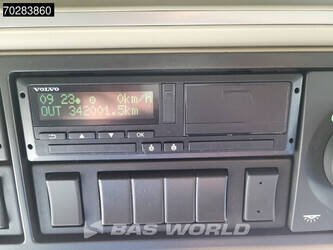 70283860
VOLVO
09 23 0km/h
OUT 342001.5km
OK
BAS WORLD